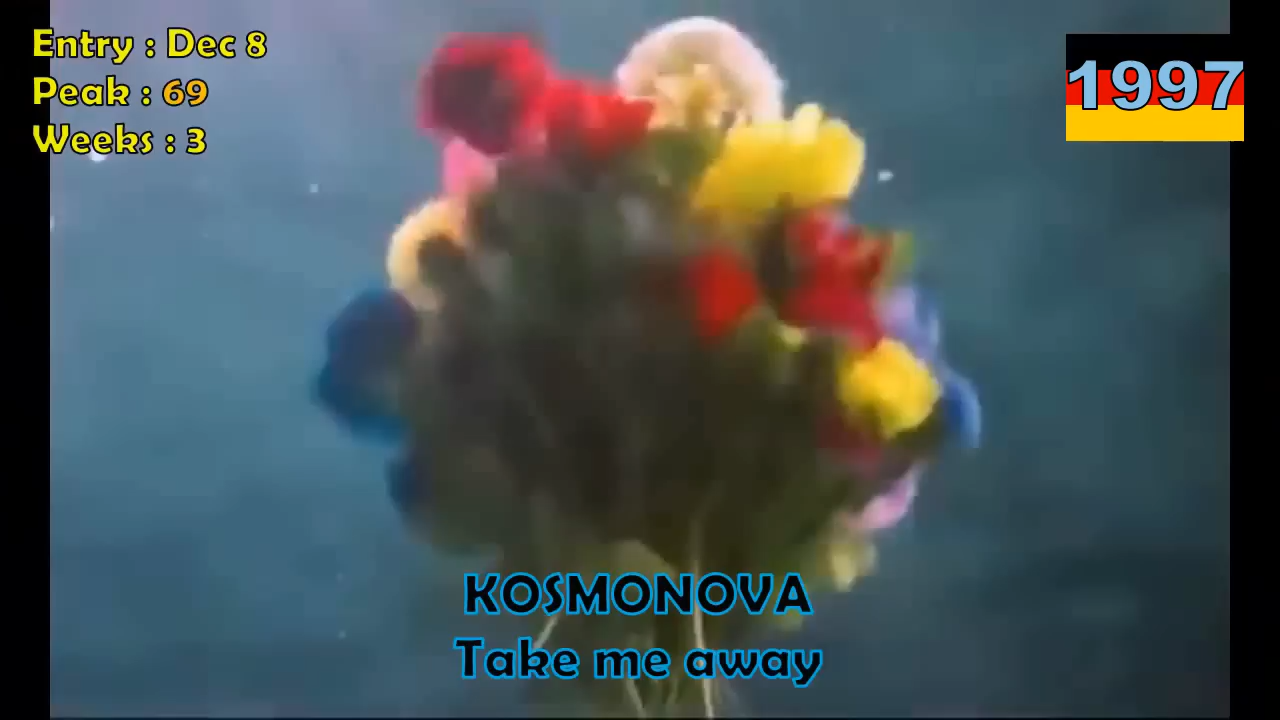 Entry : Dec 8
Peak : 69
Weeks : 3
1997
KOSMONOVA
Take me away